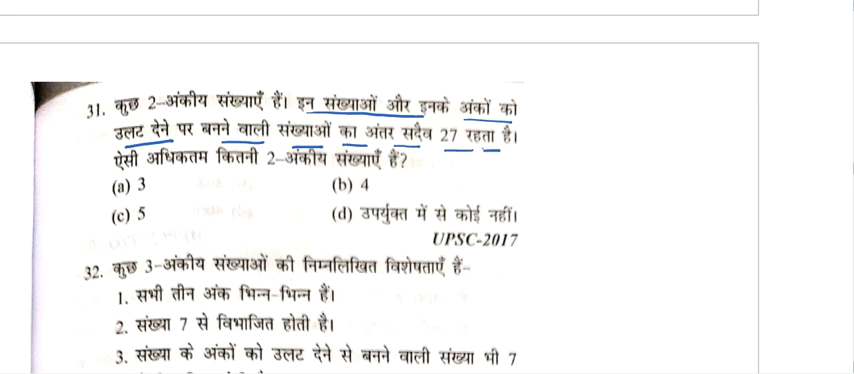 31. कुछ 2-अंकीय संख्याएँ हैं। इन संख्याओं और इनके अंकों को
उलट देने पर बनने वाली संख्याओं का अंतर सदैव 27 रहता है।
ऐसी अधिकतम कितनी 2-अंकीय संख्याएँ हैं?
(a) 3 (b) 4
(c) 5 (d) उपर्युक्त में से कोई नहीं।
UPSC-2017
32. कुछ 3-अंकीय संख्याओं की निम्नलिखित विशेषताएँ हैं-
1. सभी तीन अंक भिन्न-भिन्न हैं।
2. संख्या 7 से विभाजित होती है।
3. संख्या के अंकों को उलट देने से बनने वाली संख्या भी 7